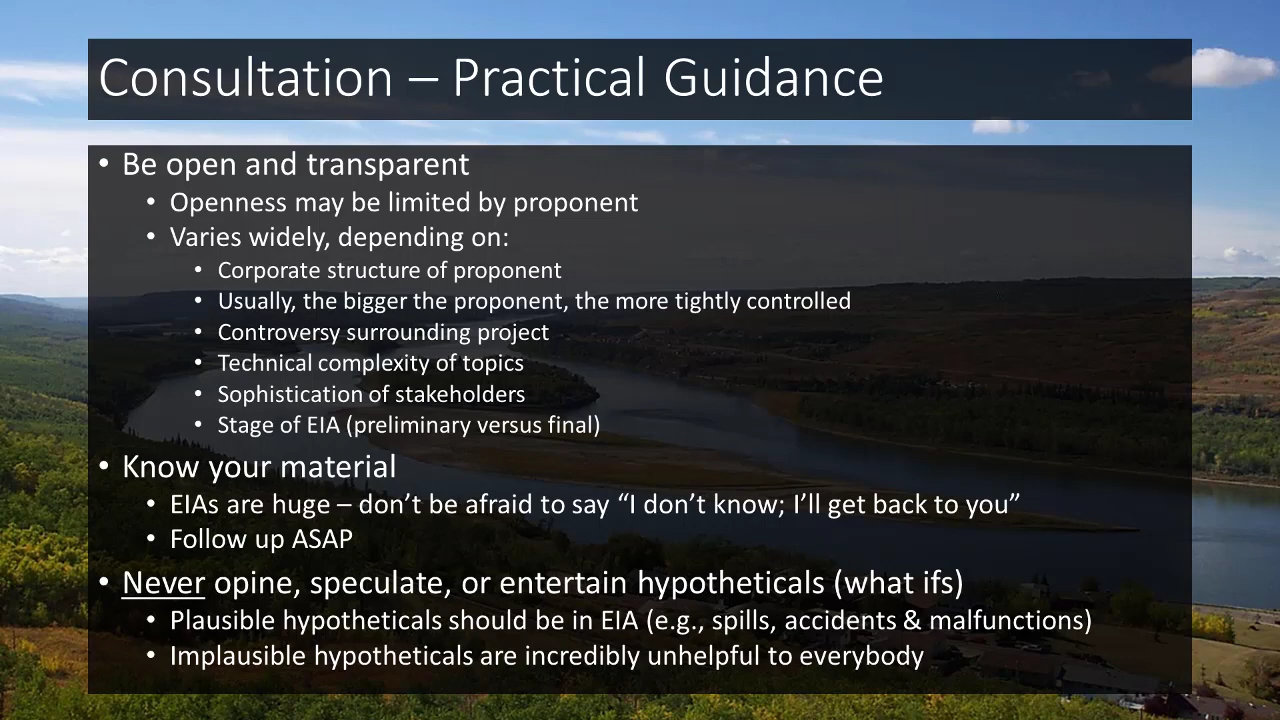 Consultation – Practical Guidance
• Be open and transparent
• Openness may be limited by proponent
• Varies widely, depending on:
• Corporate structure of proponent
• Usually, the bigger the proponent, the more tightly controlled
• Controversy surrounding project
• Technical complexity of topics
• Sophistication of stakeholders
• Stage of EIA (preliminary versus final)
• Know your material
• EIAs are huge – don’t be afraid to say “I don’t know; I’ll get back to you”
• Follow up ASAP
• Never opine, speculate, or entertain hypotheticals (what ifs)
• Plausible hypotheticals should be in EIA (e.g., spills, accidents & malfunctions)
• Implausible hypotheticals are incredibly unhelpful to everybody